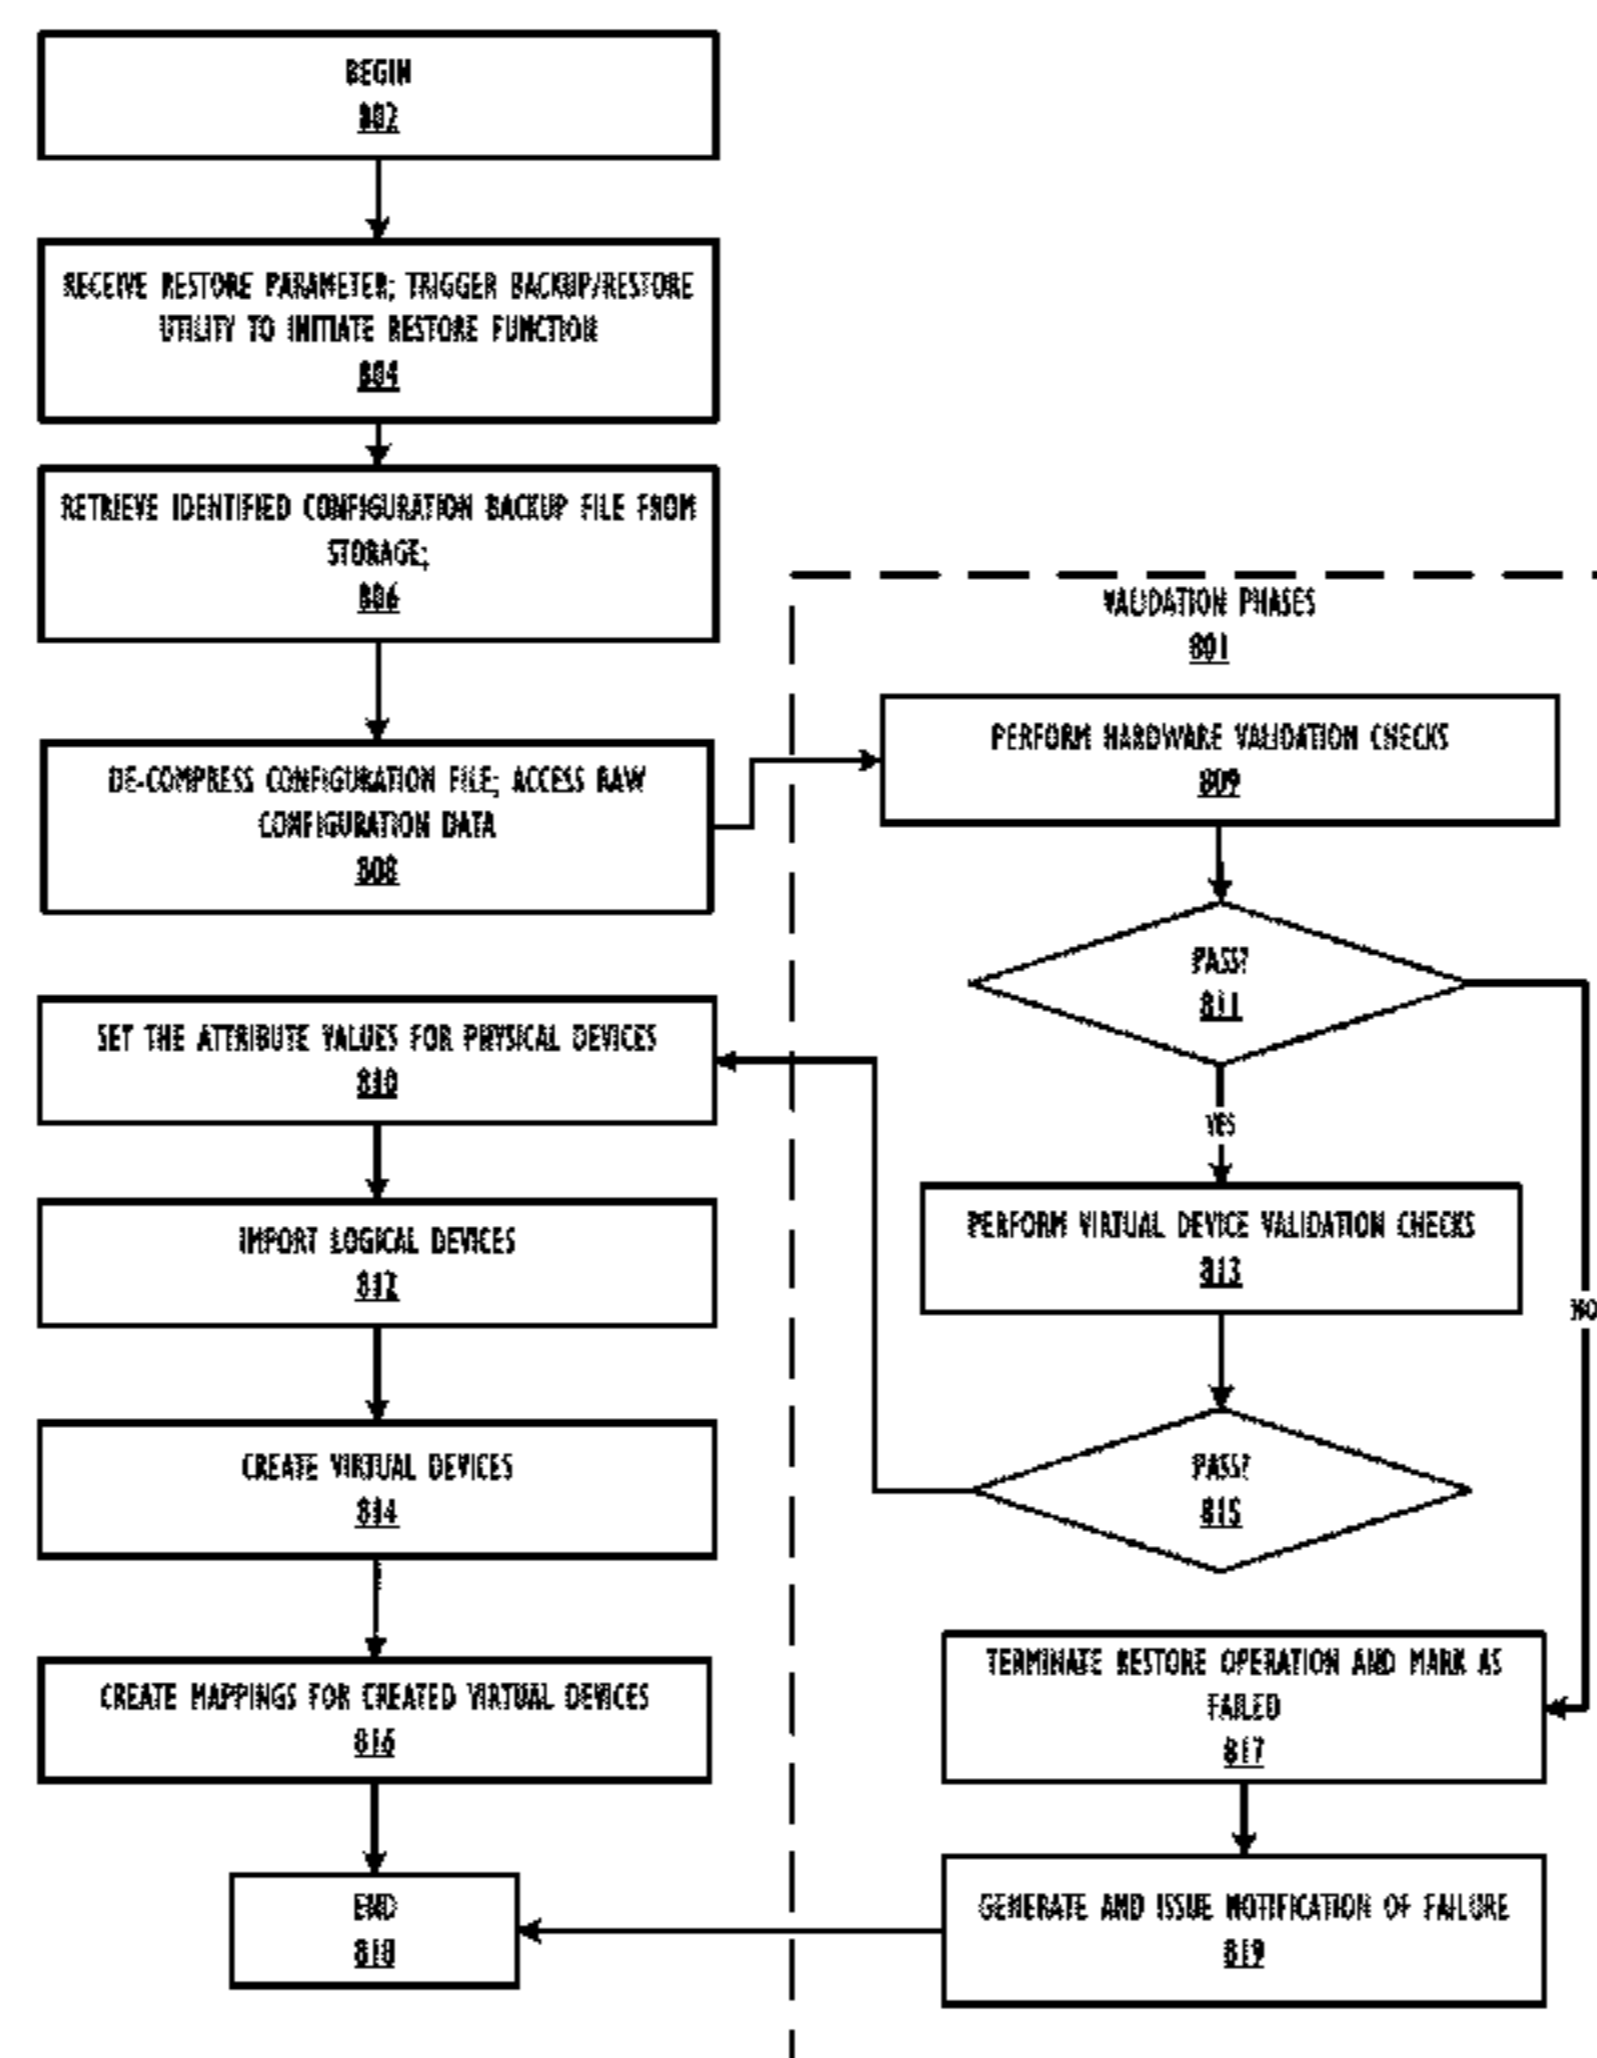 BEGIN
802
RECEIVE RESTORE PARAMETER; TRIGGER BACKUP/RESTORE
UTILITY TO INITIATE RESTORE FUNCTION
804
RETRIEVE IDENTIFIED CONFIGURATION BACKUP FILE FROM
STORAGE;
806
DE-COMPRESS CONFIGURATION FILE; ACCESS RAW
CONFIGURATION DATA
808
VALIDATION PHASES
801
PERFORM HARDWARE VALIDATION CHECKS
809
PASS?
811
YES
NO
PERFORM VIRTUAL DEVICE VALIDATION CHECKS
813
PASS?
815
SET THE ATTRIBUTE VALUES FOR PHYSICAL DEVICES
810
IMPORT LOGICAL DEVICES
812
CREATE VIRTUAL DEVICES
814
CREATE MAPPINGS FOR CREATED VIRTUAL DEVICES
816
TERMINATE RESTORE OPERATION AND MARK AS
FAILED
817
GENERATE AND ISSUE NOTIFICATION OF FAILURE
819
END
818